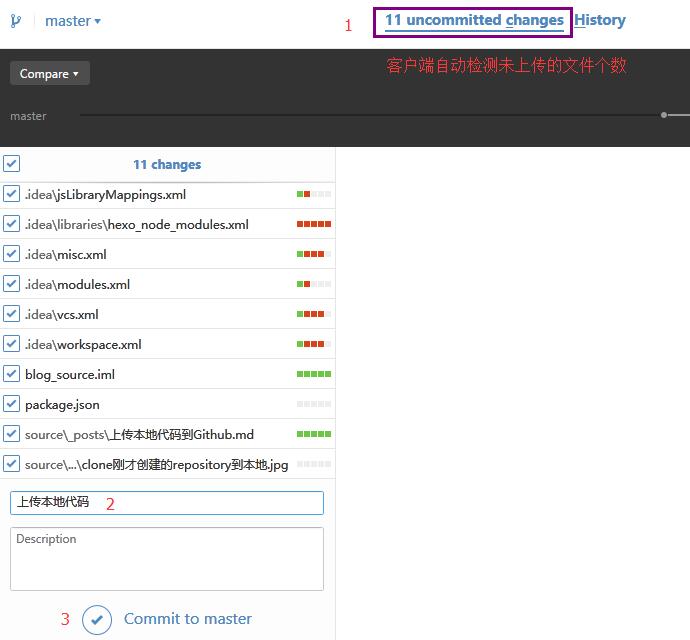 master
1
11 uncommitted changes
History
Compare
客户端自动检测未上传的文件个数
master
11 changes
.idea\jsLibraryMappings.xml
.idea\libraries\hexo_node_modules.xml
.idea\misc.xml
.idea\modules.xml
.idea\vcs.xml
.idea\workspace.xml
blog_source.iml
package.json
source\_posts\上传本地代码到Github.md
source\...\clone刚才创建的repository到本地.jpg
上传本地代码 2
Description
3 Commit to master